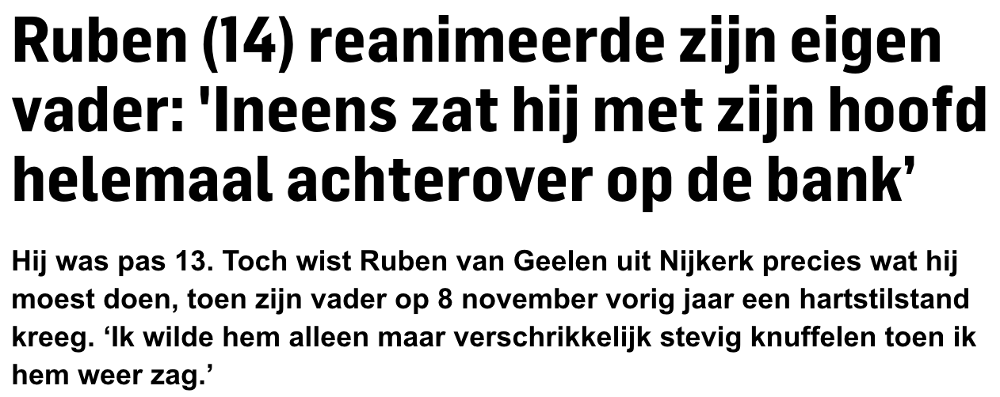 Ruben (14) reanimeerde zijn eigen
vader: 'Ineens zat hij met zijn hoofd
helemaal achterover op de bank’
Hij was pas 13. Toch wist Ruben van Geelen uit Nijkerk precies wat hij
moest doen, toen zijn vader op 8 november vorig jaar een hartstilstand
kreeg. ‘Ik wilde hem alleen maar verschrikkelijk stevig knuffelen toen ik
hem weer zag.’